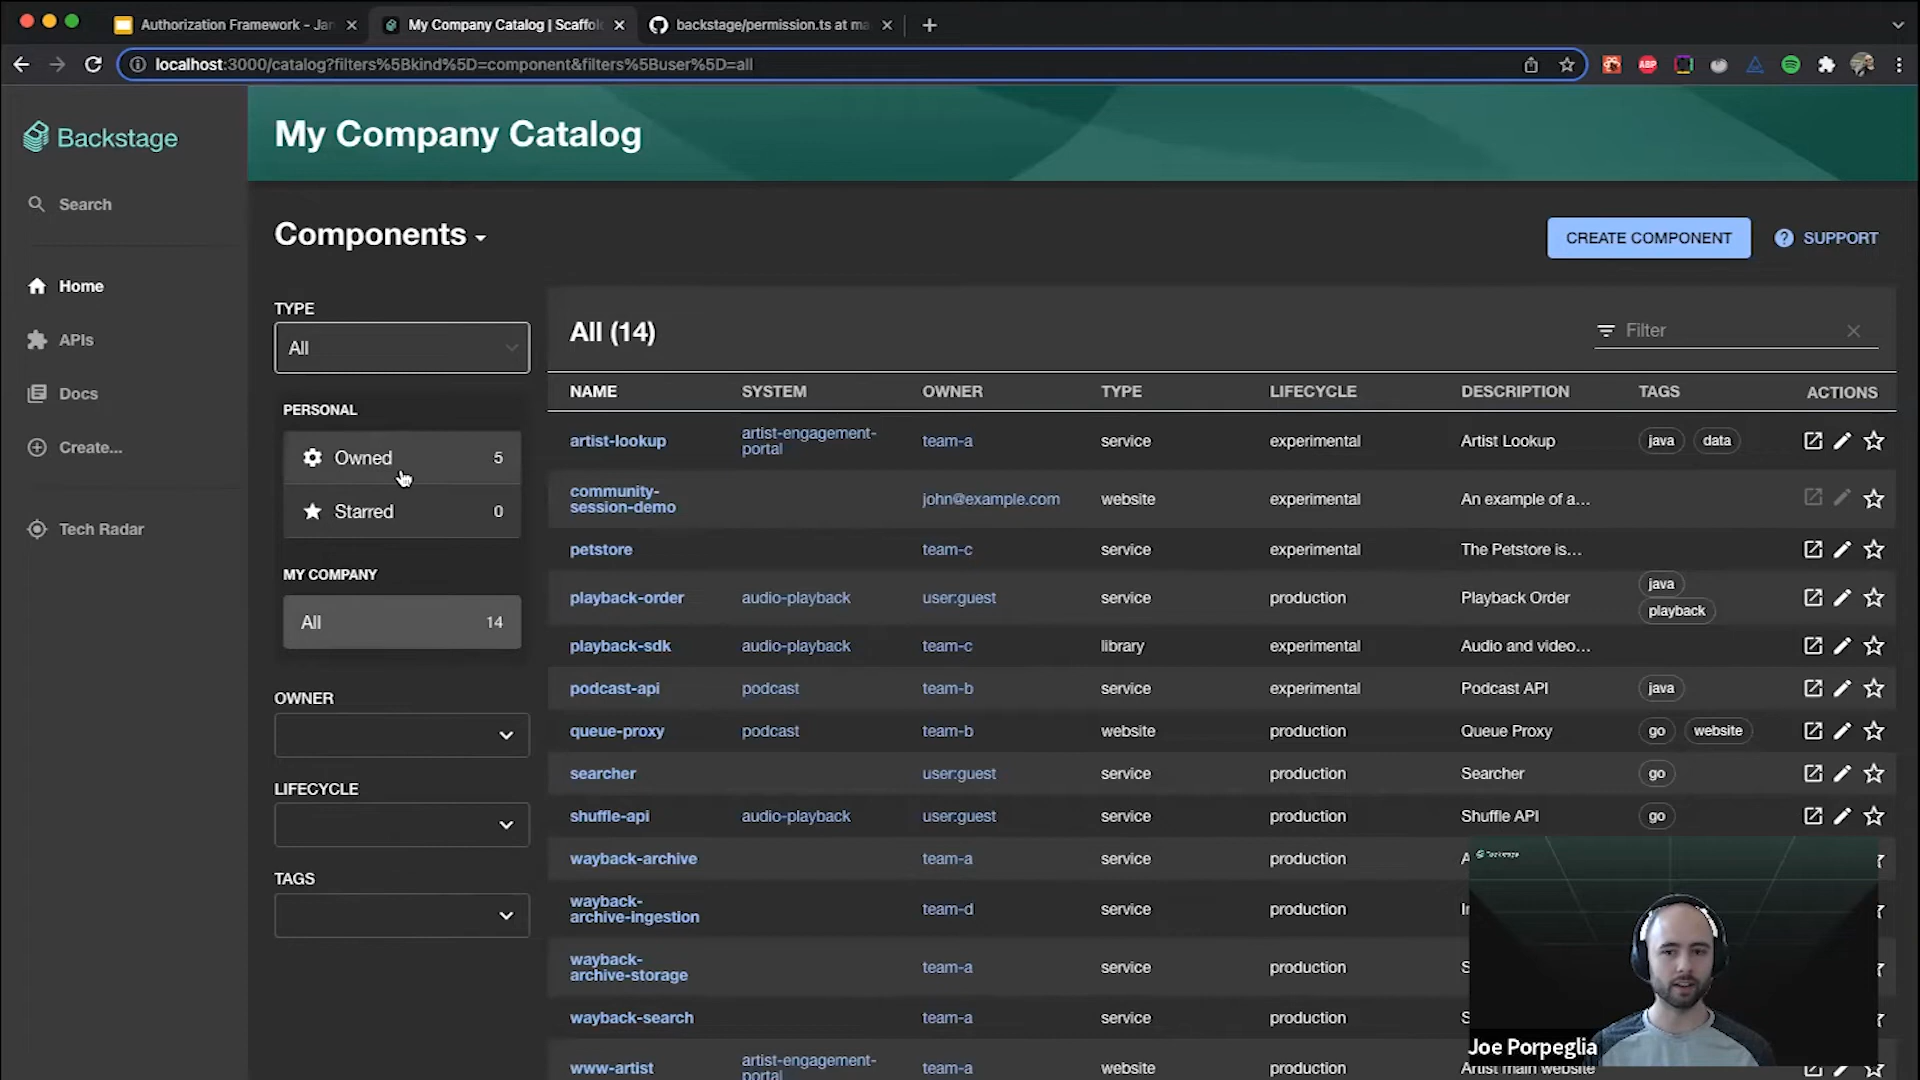 Authorization Framework - Jan
My Company Catalog | Scaffol
backstage/permission.ts at ma
localhost:3000/catalog?filters%5Bkind%5D=component&filters%5Buser%5D=all
ABP
Backstage
Search
Home
APIs
Docs
Create...
Tech Radar
My Company Catalog
Components
CREATE COMPONENT
SUPPORT
TYPE
All
PERSONAL
Owned 5
Starred 0
MY COMPANY
All 14
OWNER
LIFECYCLE
TAGS
All (14)
Filter
NAME SYSTEM OWNER TYPE LIFECYCLE DESCRIPTION TAGS ACTIONS
artist-lookup artist-engagement-portal team-a service experimental Artist Lookup java data
community-session-demo john@example.com website experimental An example of a...
petstore team-c service experimental The Petstore is...
playback-order audio-playback user:guest service production Playback Order java playback
playback-sdk audio-playback team-c library experimental Audio and video...
podcast-api podcast team-b service experimental Podcast API java
queue-proxy podcast team-b website production Queue Proxy go website
searcher user:guest service production Searcher go
shuffle-api audio-playback user:guest service production Shuffle API go
wayback-archive team-a service production A
wayback-archive-ingestion team-d service production I
wayback-archive-storage team-a service production S
wayback-search team-a service production S
www-artist artist-engagement-portal team-a website production Artist main website
Backstage
Joe Porpeglia